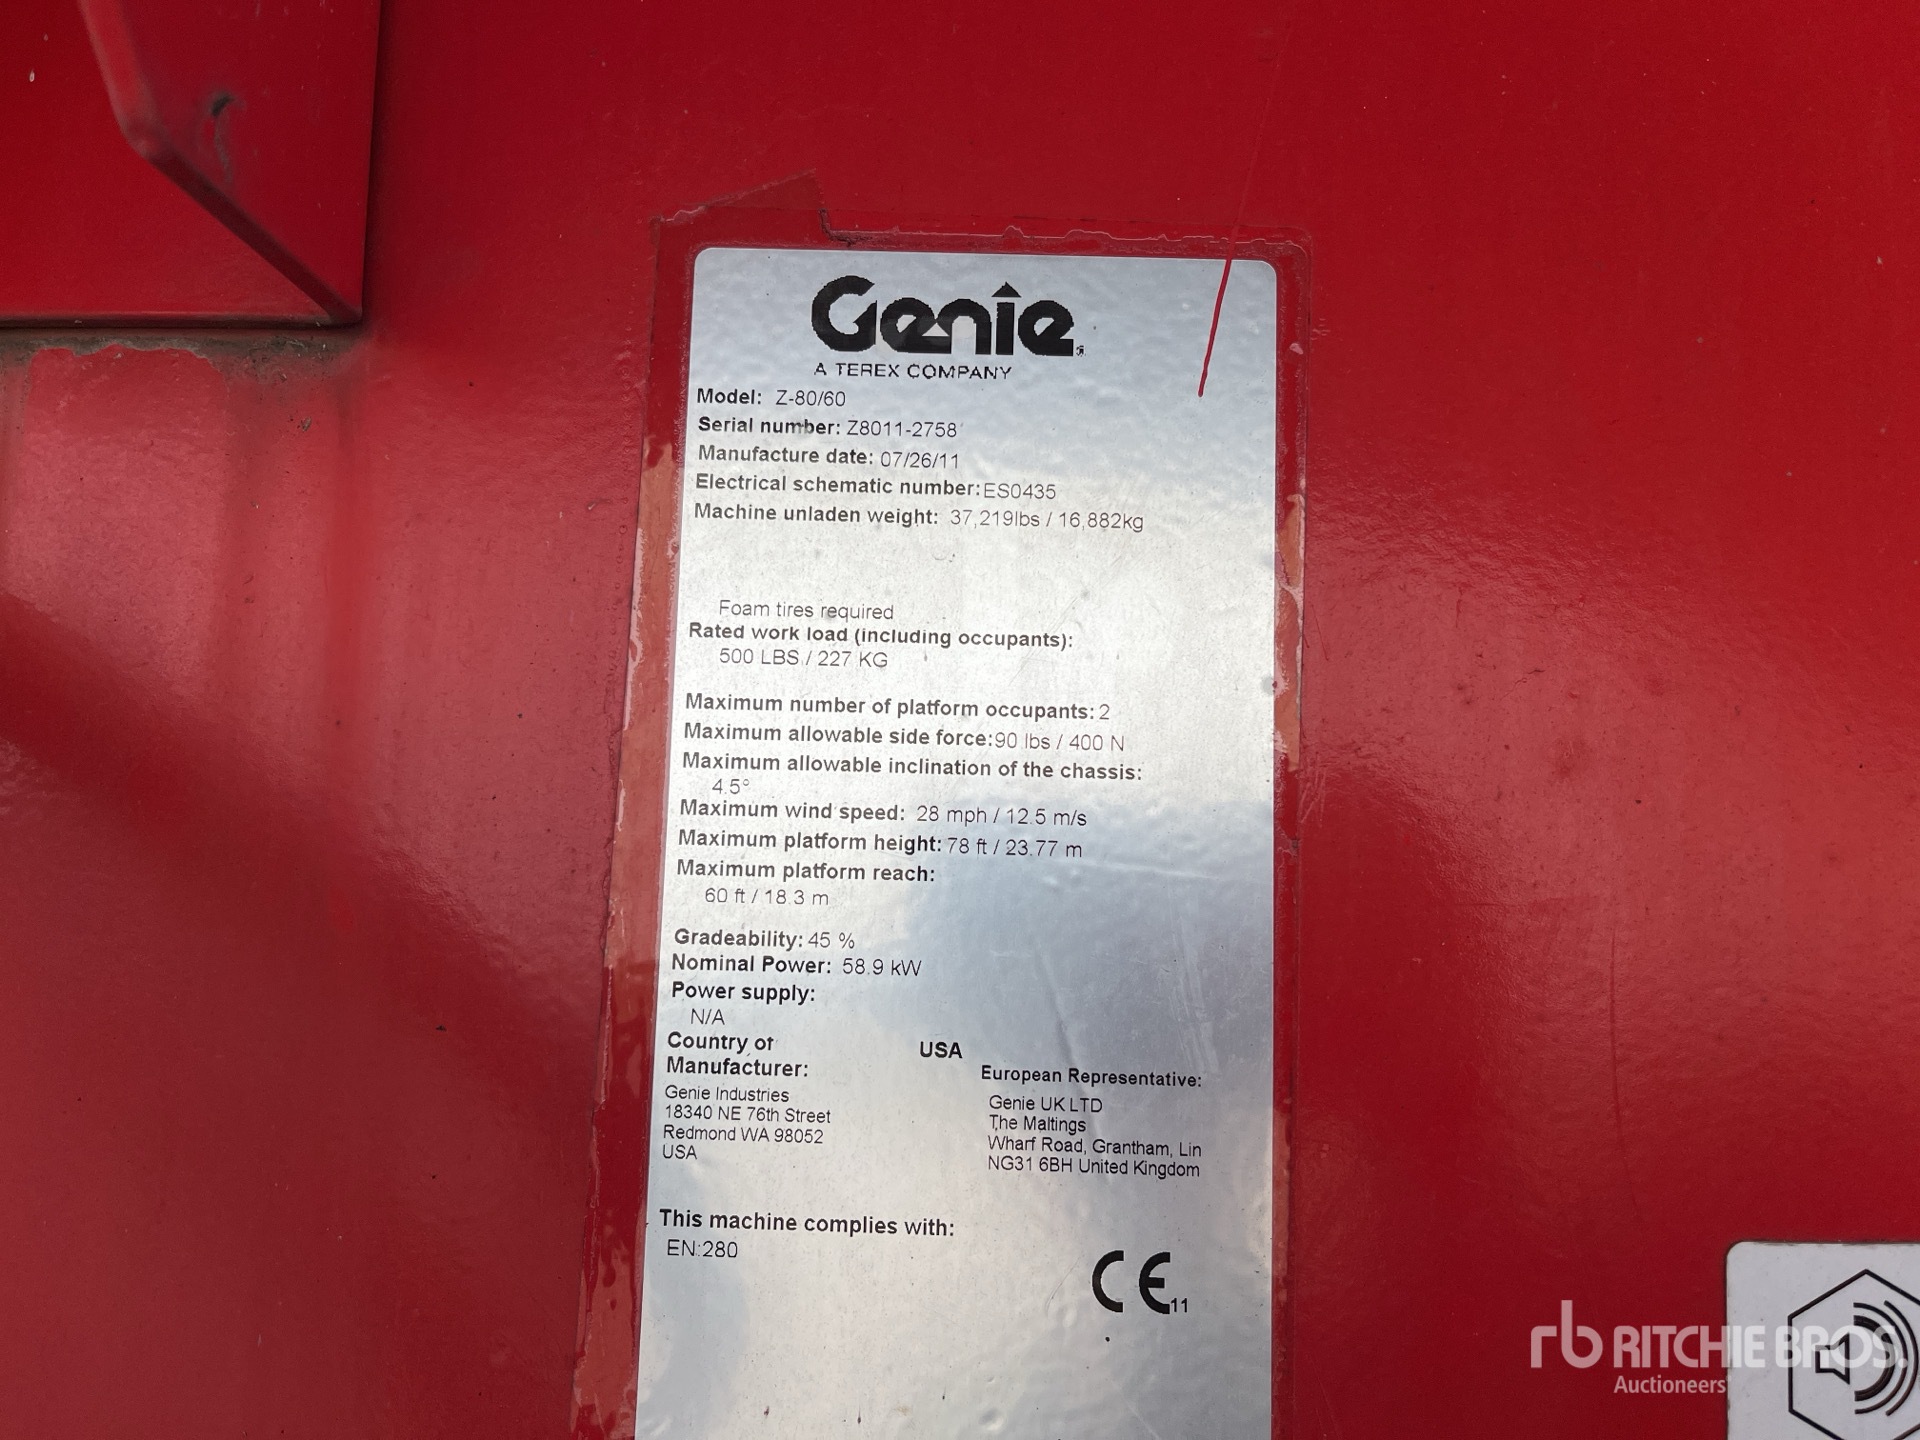 Genie
A TEREX COMPANY
Model: Z-80/60
Serial number: Z8011-2758
Manufacture date: 07/26/11
Electrical schematic number: ES0435
Machine unladen weight: 37,219lbs / 16,882kg
Foam tires required
Rated work load (including occupants):
500 LBS / 227 KG
Maximum number of platform occupants: 2
Maximum allowable side force: 90 lbs / 400 N
Maximum allowable inclination of the chassis:
4.5°
Maximum wind speed: 28 mph / 12.5 m/s
Maximum platform height: 78 ft / 23.77 m
Maximum platform reach:
60 ft / 18.3 m
Gradeability: 45 %
Nominal Power: 58.9 kW
Power supply:
N/A
Country of USA
Manufacturer:
Genie Industries
18340 NE 76th Street
Redmond WA 98052
USA
European Representative:
Genie UK LTD
The Maltings
Wharf Road, Grantham, Lin
NG31 6BH United Kingdom
This machine complies with:
EN:280
CE 11
rb RITCHIE BROS.
Auctioneers